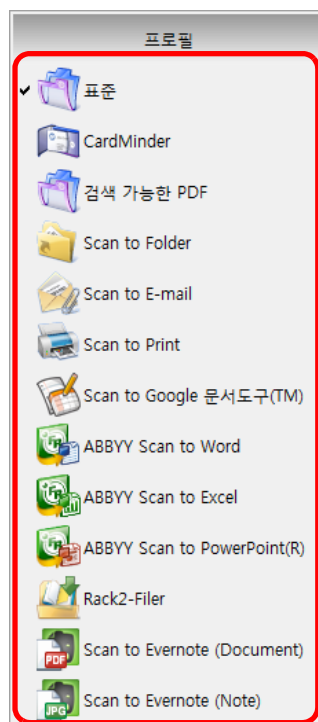 프로필
표준
CardMinder
검색 가능한 PDF
Scan to Folder
Scan to E-mail
Scan to Print
Scan to Google 문서도구(TM)
ABBYY Scan to Word
ABBYY Scan to Excel
ABBYY Scan to PowerPoint(R)
Rack2-Filer
PDF Scan to Evernote (Document)
JPG Scan to Evernote (Note)